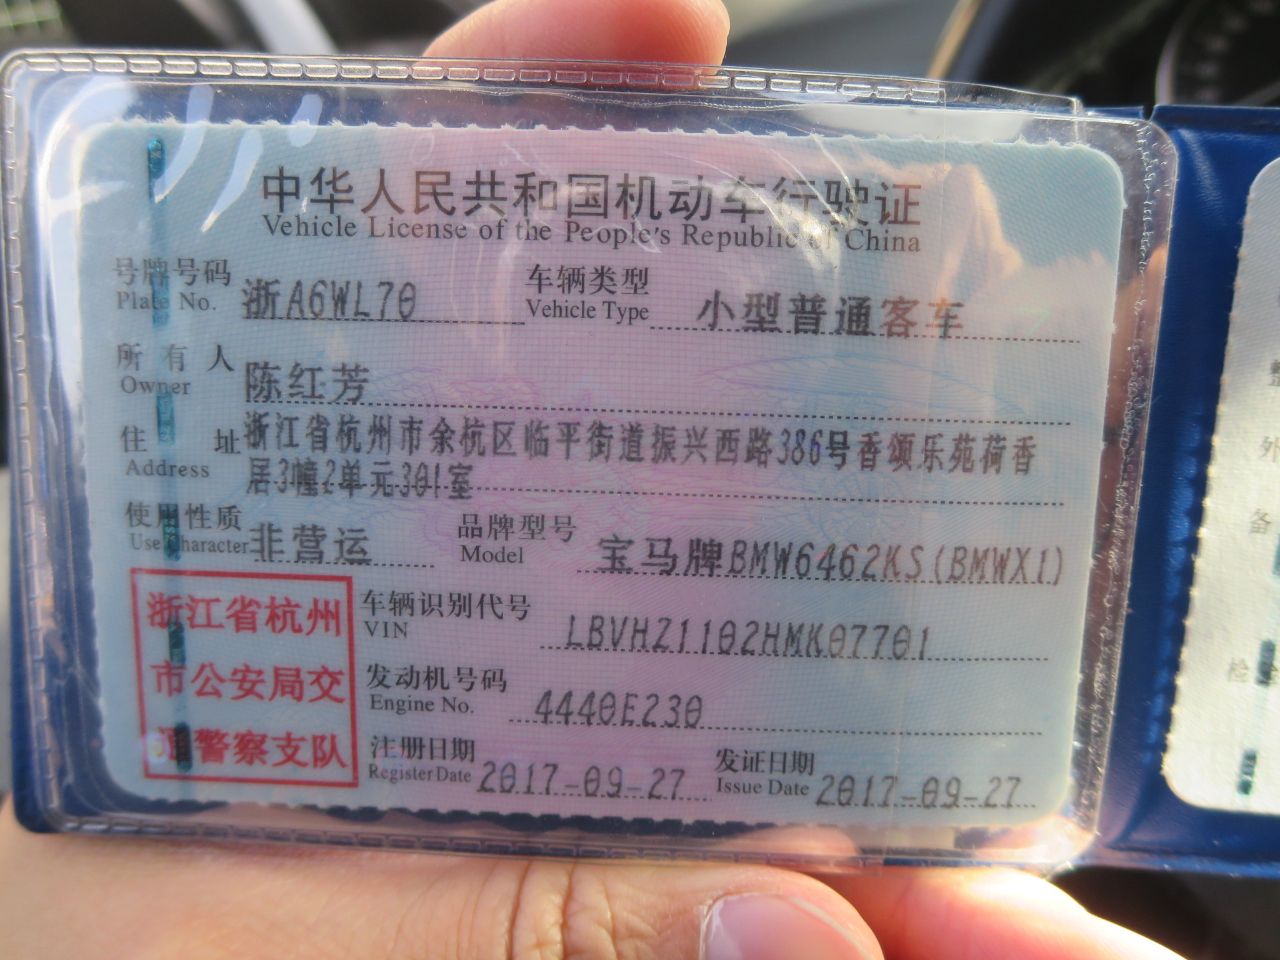 中华人民共和国机动车行驶证
Vehicle License of the People's Republic of China
号牌号码 浙A6WL70 车辆类型 小型普通客车
Plate No. Vehicle Type
所有人 陈红芳
Owner
住址 浙江省杭州市余杭区临平街道振兴西路386号香颂乐苑荷香
Address 居3幢2单元301室
使用性质 非营运 品牌型号 宝马牌BMW6462KS(BMWX1)
Use Character Model
浙江省杭州
市公安局交
通警察支队
车辆识别代号 LBVHZ1102HMK07701
VIN
发动机号码 4440E230
Engine No.
注册日期 2017-09-27 发证日期 2017-09-27
Register Date Issue Date
外
备
检